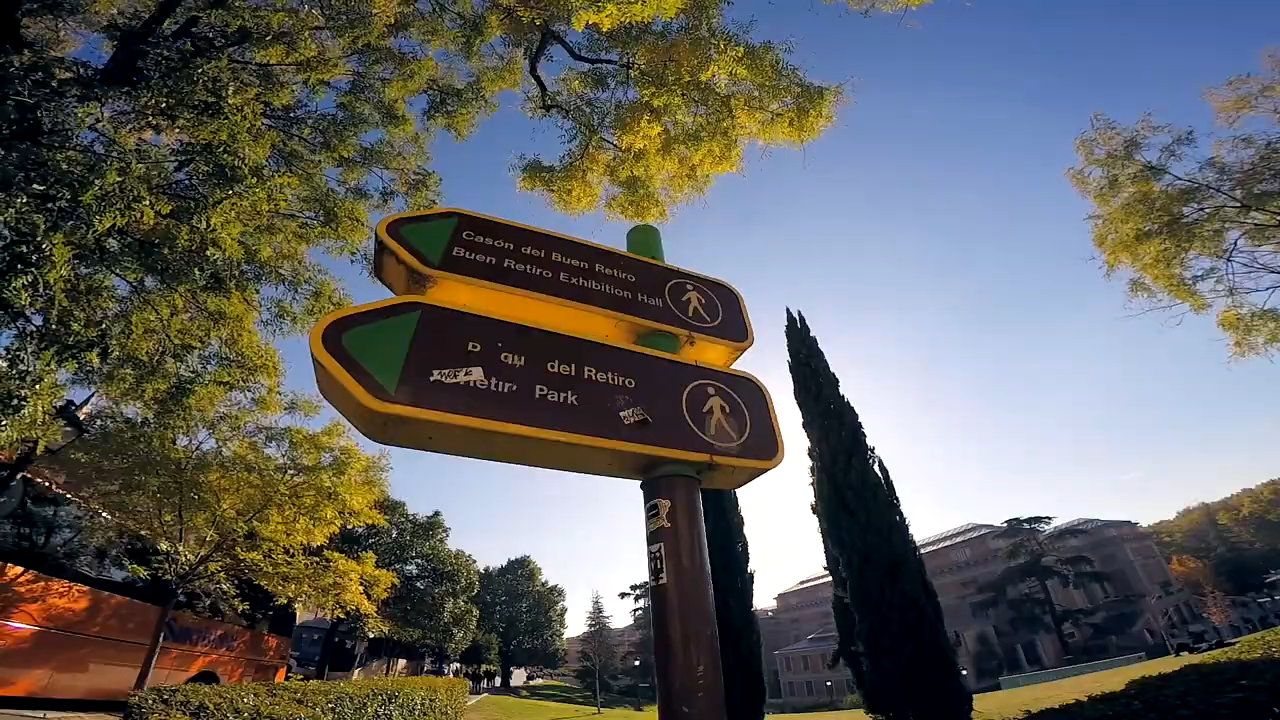 Casón del Buen Retiro
Buen Retiro Exhibition Hall
del Retiro
Park